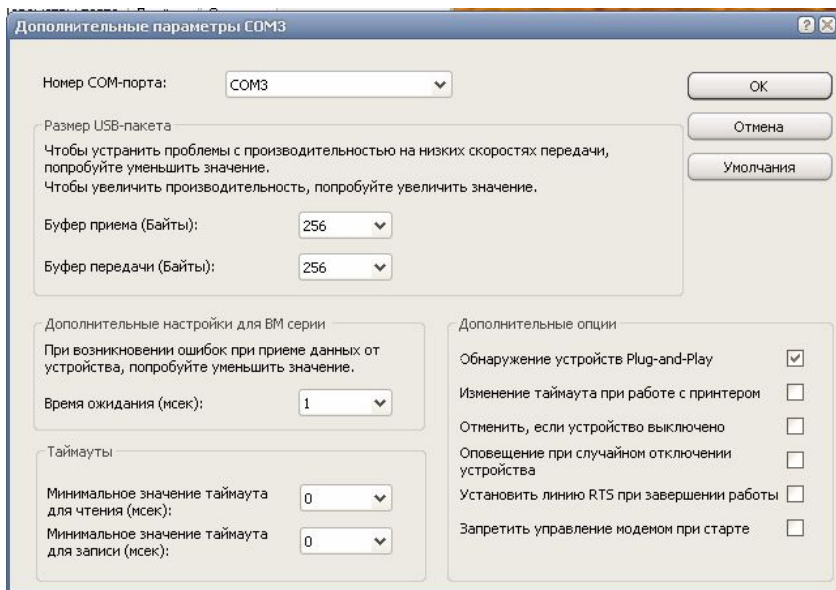 Дополнительные параметры COM3
Номер COM-порта:
COM3
OK
Отмена
Умолчания
Размер USB-пакета
Чтобы устранить проблемы с производительностью на низких скоростях передачи,
попробуйте уменьшить значение.
Чтобы увеличить производительность, попробуйте увеличить значение.
Буфер приема (Байты):
256
Буфер передачи (Байты):
256
Дополнительные настройки для BM серии
При возникновении ошибок при приеме данных от
устройства, попробуйте уменьшить значение.
Время ожидания (мсек):
1
Таймауты
Минимальное значение таймаута
для чтения (мсек):
0
Минимальное значение таймаута
для записи (мсек):
0
Дополнительные опции
Обнаружение устройств Plug-and-Play
Изменение таймаута при работе с принтером
Отменить, если устройство выключено
Оповещение при случайном отключении
устройства
Установить линию RTS при завершении работы
Запретить управление модемом при старте